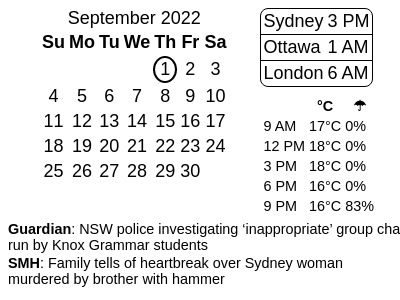 September 2022
Su Mo Tu We Th Fr Sa
1 2 3
4 5 6 7 8 9 10
11 12 13 14 15 16 17
18 19 20 21 22 23 24
25 26 27 28 29 30
Sydney 3 PM
Ottawa 1 AM
London 6 AM
°C ☂
9 AM 17°C 0%
12 PM 18°C 0%
3 PM 18°C 0%
6 PM 16°C 0%
9 PM 16°C 83%
Guardian: NSW police investigating ‘inappropriate’ group cha
run by Knox Grammar students
SMH: Family tells of heartbreak over Sydney woman
murdered by brother with hammer